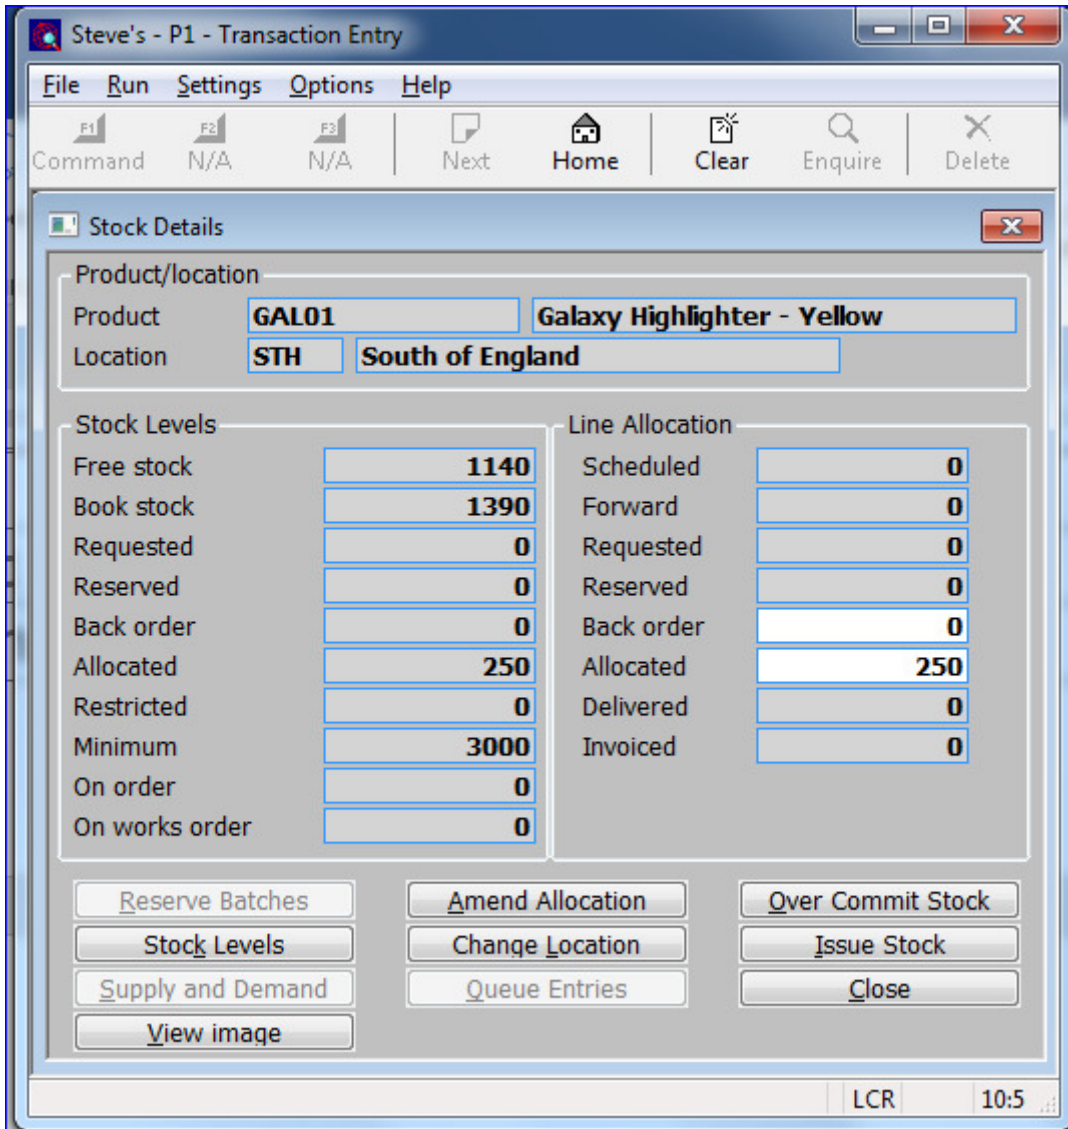 Steve's - P1 - Transaction Entry
File Run Settings Options Help
F1 F2 F3
Command N/A N/A Next Home Clear Enquire Delete
Stock Details
Product/location
Product GAL01 Galaxy Highlighter - Yellow
Location STH South of England
Stock Levels Line Allocation
Free stock 1140 Scheduled 0
Book stock 1390 Forward 0
Requested 0 Requested 0
Reserved 0 Reserved 0
Back order 0 Back order 0
Allocated 250 Allocated 250
Restricted 0 Delivered 0
Minimum 3000 Invoiced 0
On order 0
On works order 0
Reserve Batches Amend Allocation Over Commit Stock
Stock Levels Change Location Issue Stock
Supply and Demand Queue Entries Close
View image
LCR 10:5